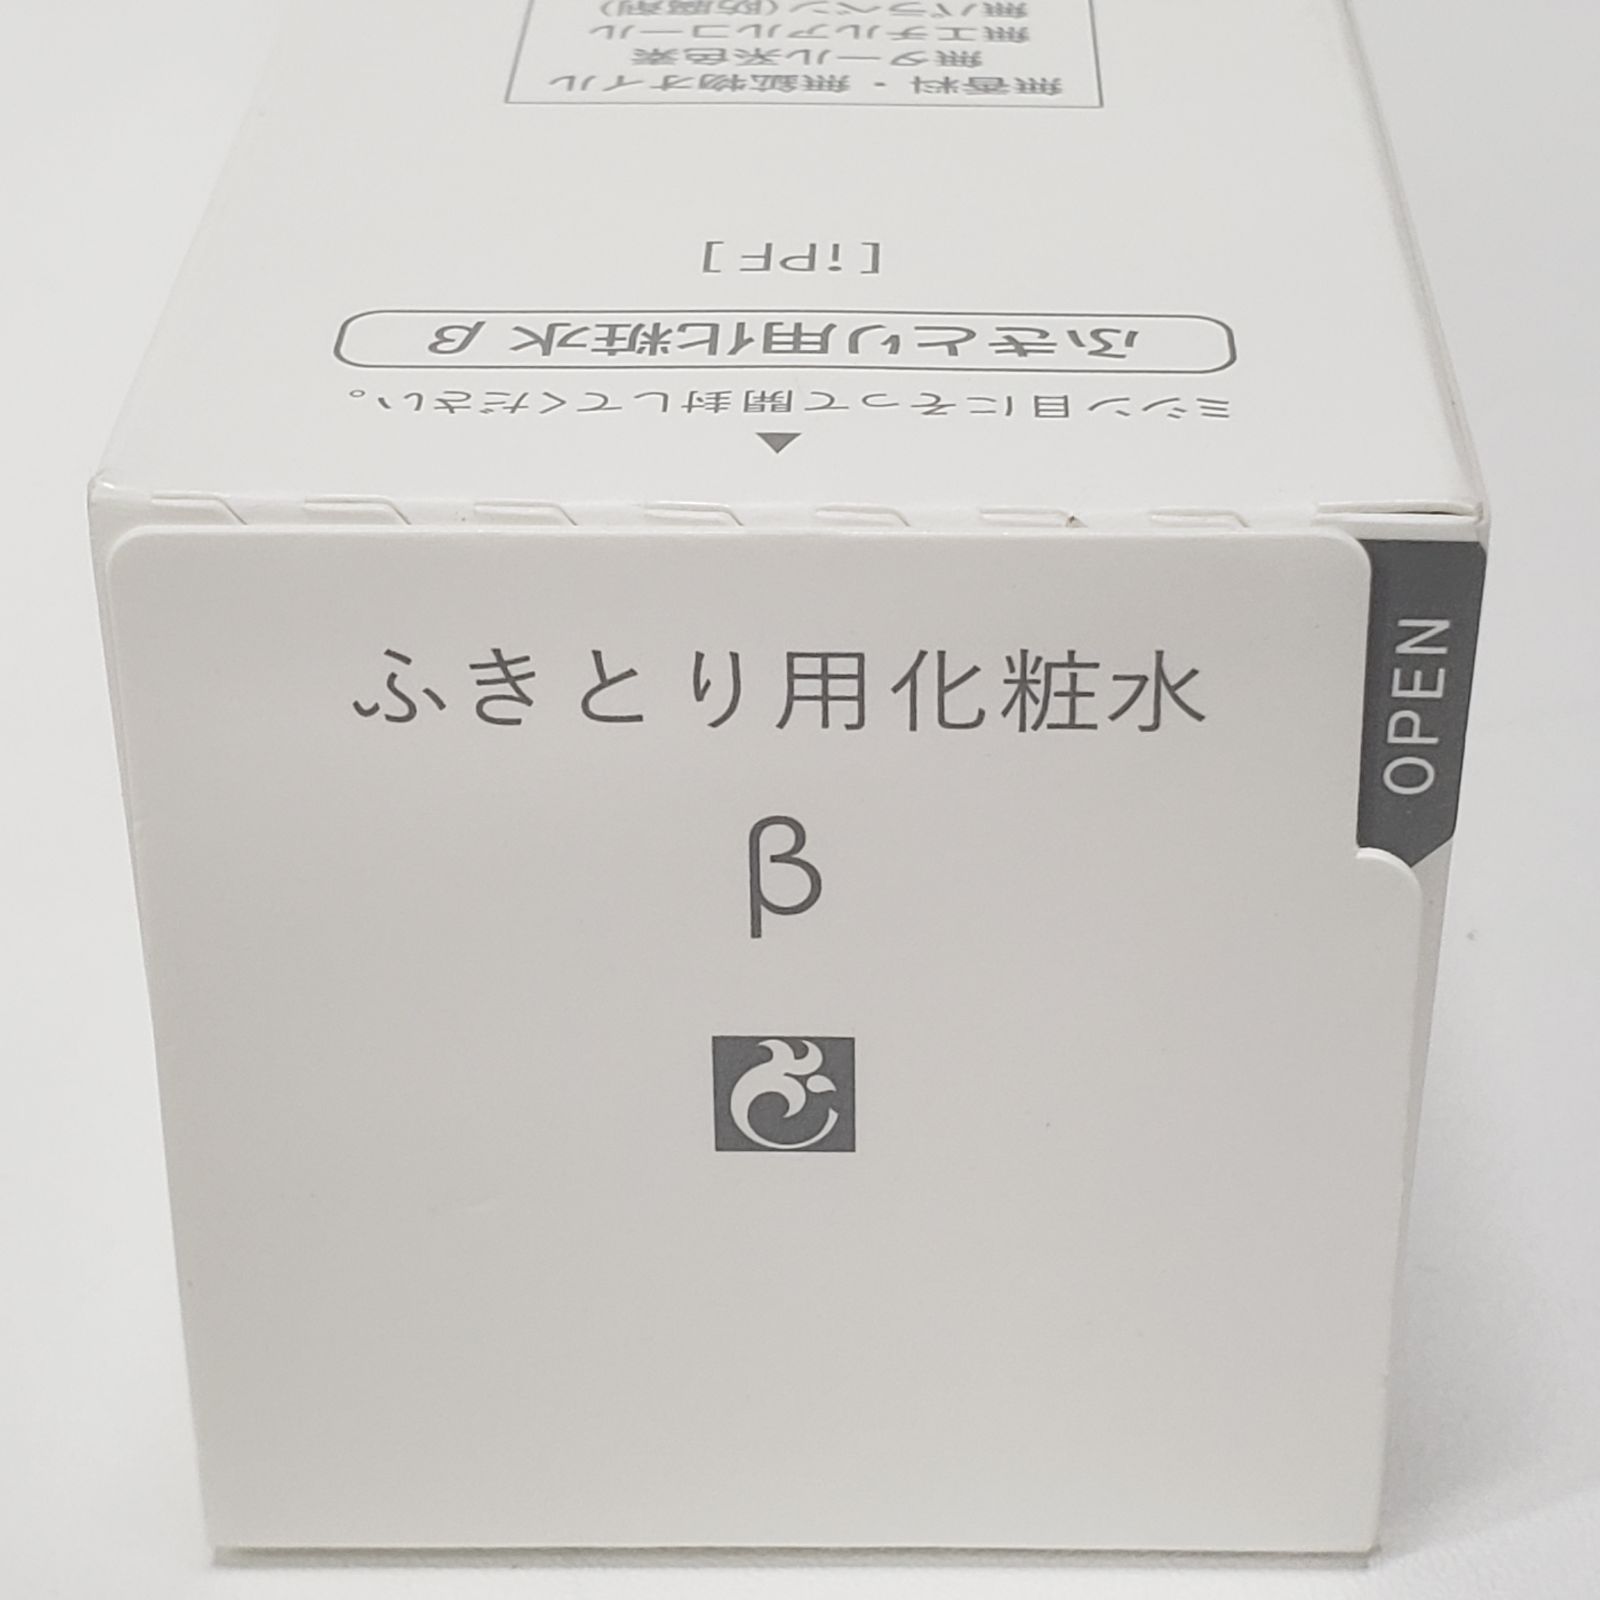 ふきとり用化粧水
β
OPEN
ミシン目にそって開封してください。
ふきとり用化粧水 β
[iPF]
無香料・無鉱物オイル
無タール系色素
無エチルアルコール
無パラベン(防腐剤)